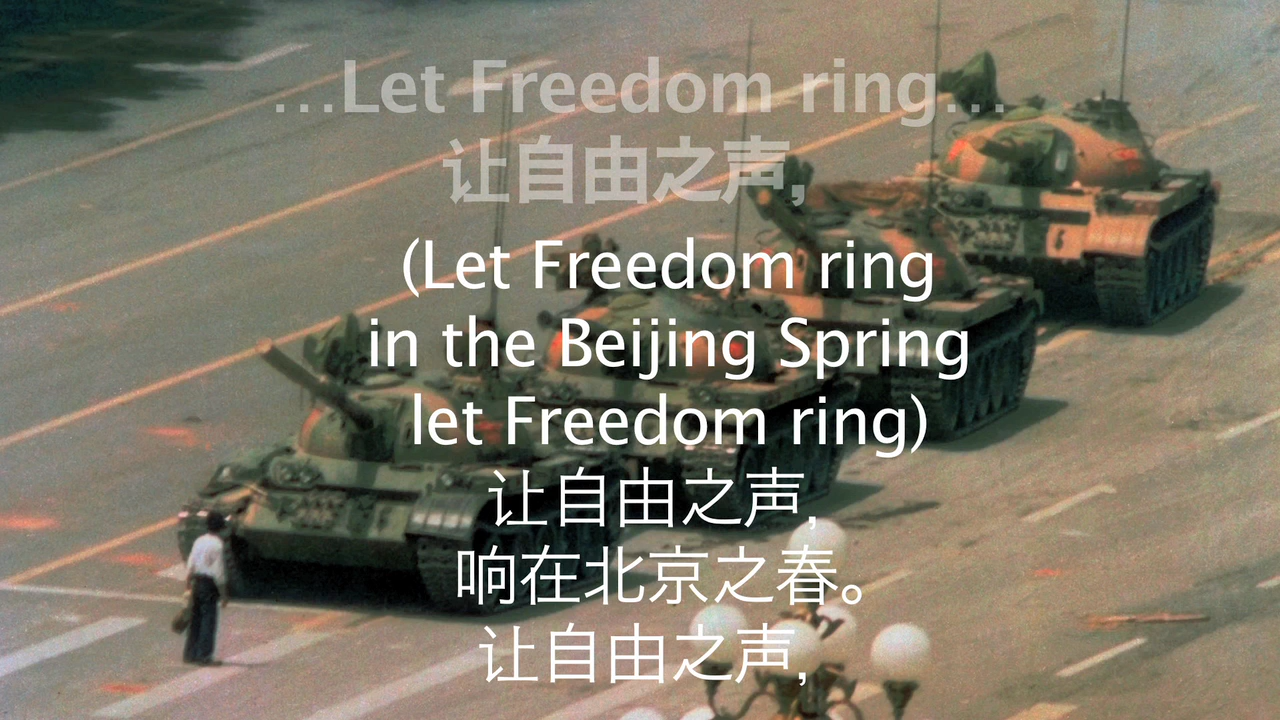 ...Let Freedom ring...
让自由之声,
(Let Freedom ring
in the Beijing Spring
let Freedom ring)
让自由之声,
响在北京之春。
让自由之声,